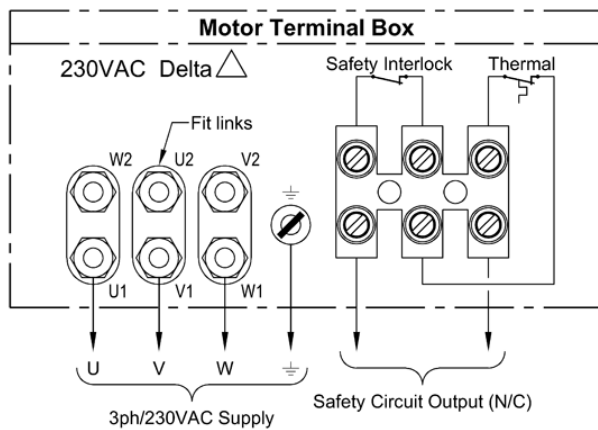 Motor Terminal Box
230VAC Delta
Safety Interlock
Thermal
Fit links
W2
U2
V2
U1
V1
W1
U
V
W
3ph/230VAC Supply
Safety Circuit Output (N/C)